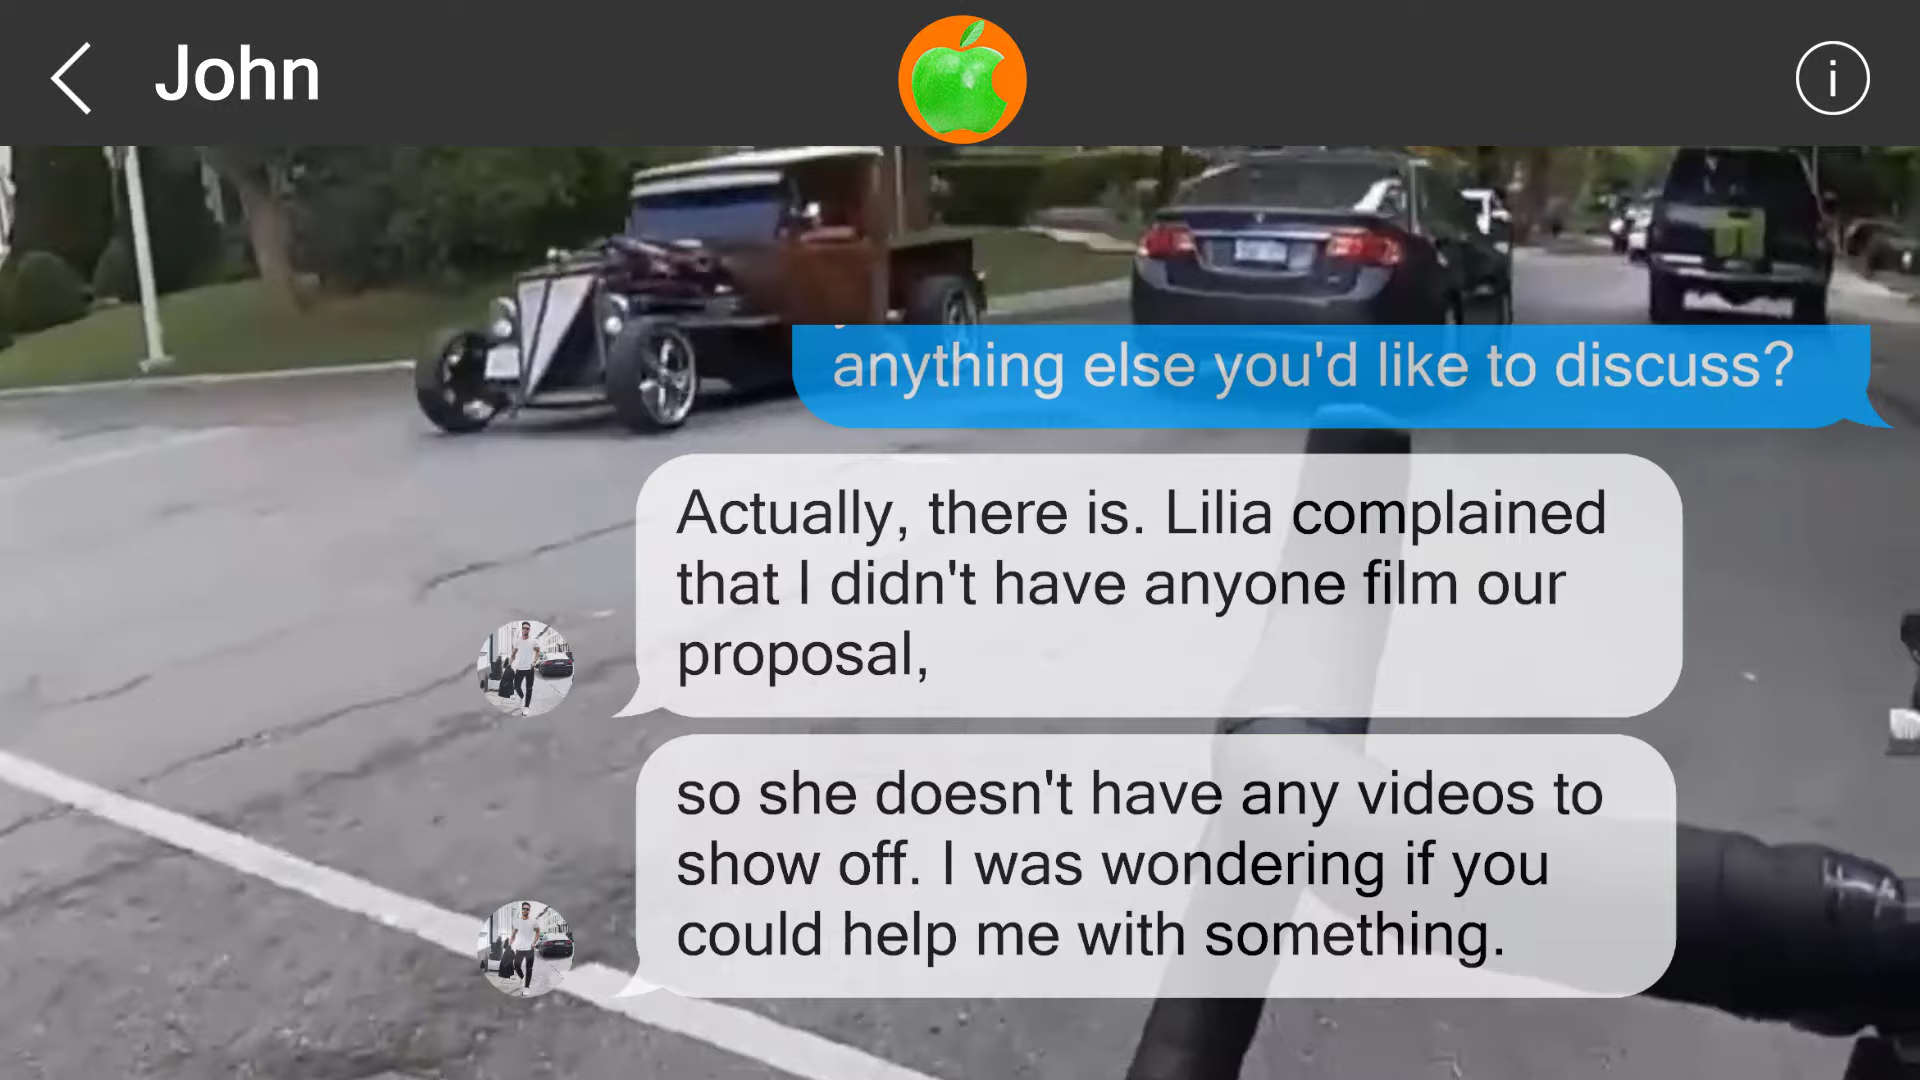 John
i
anything else you'd like to discuss?
Actually, there is. Lilia complained
that I didn't have anyone film our
proposal,
so she doesn't have any videos to
show off. I was wondering if you
could help me with something.